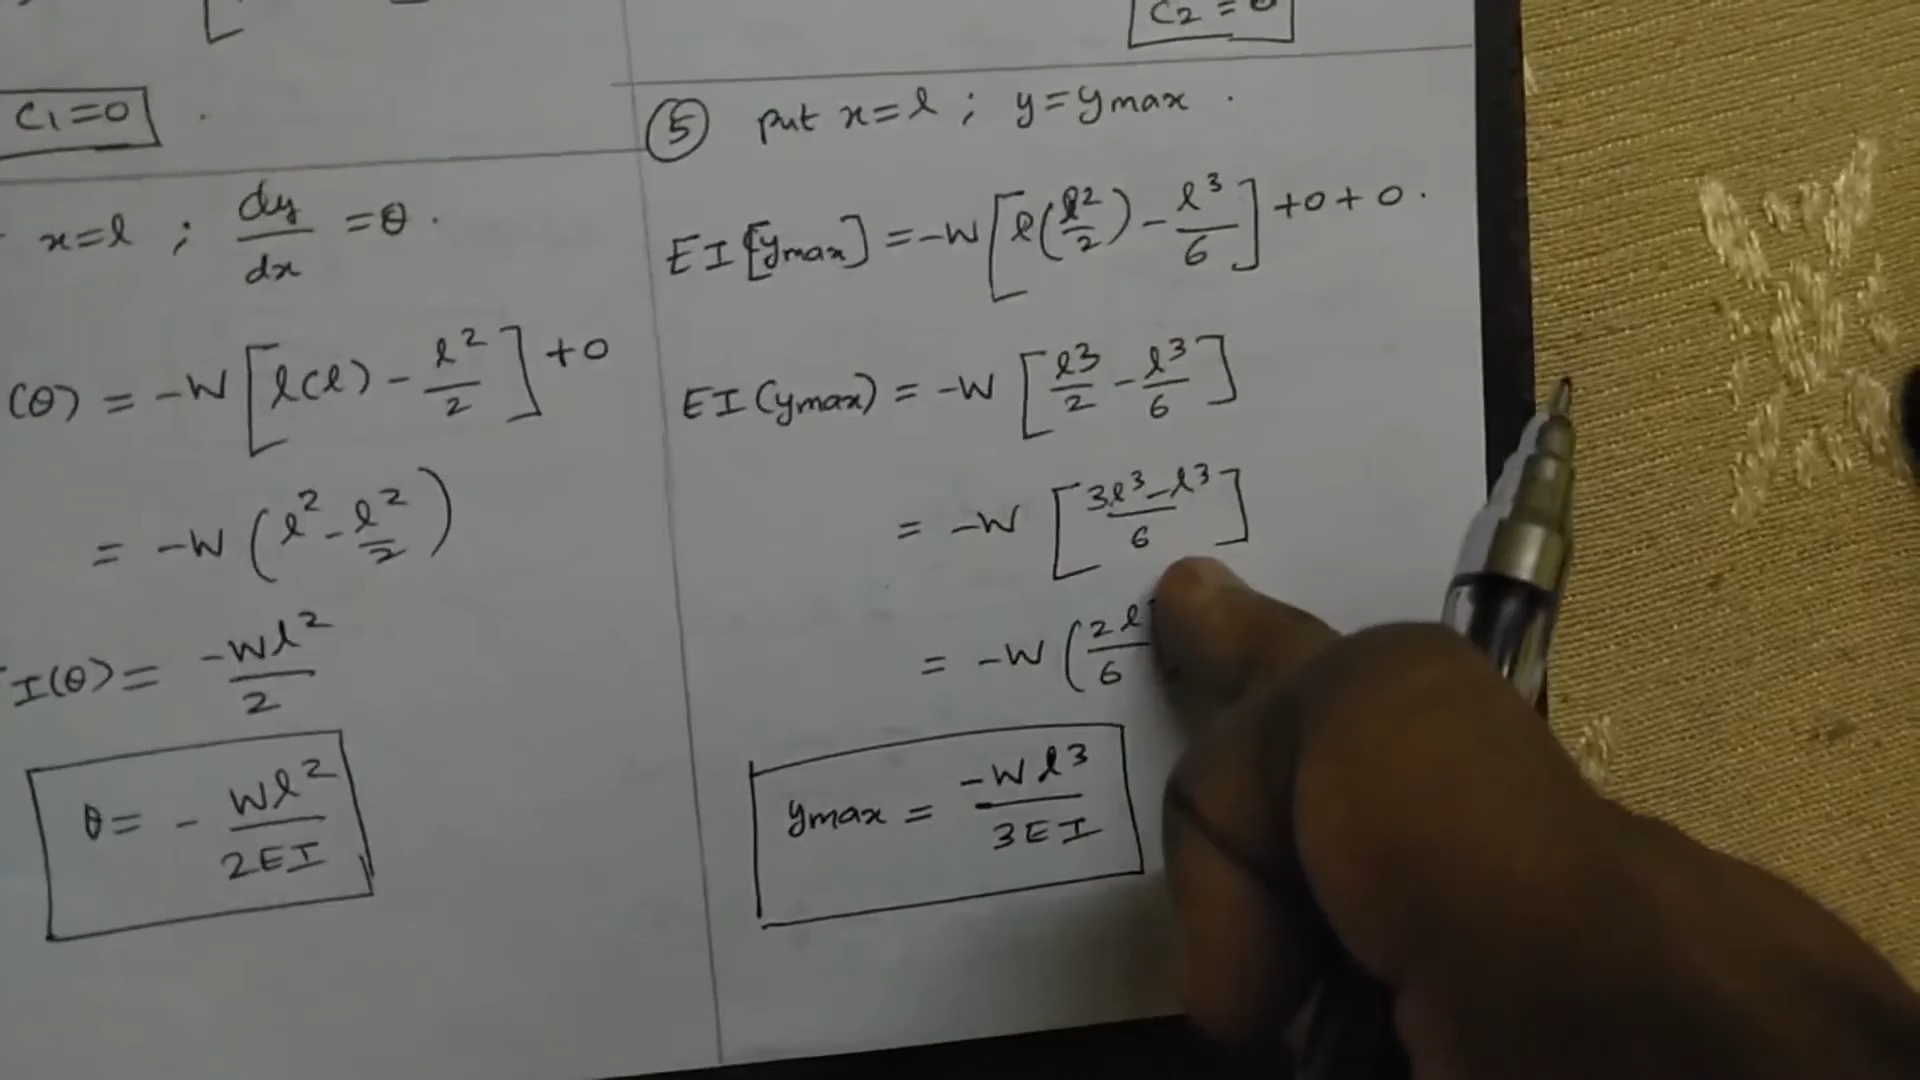 C₂ = 0
C₁=0 .
x=l ; dy/dx = θ .
(θ) = -W [l(l) - l²/2] +0
= -W (l² - l²/2)
I(θ) = -Wl²/2
θ = - Wl²/2EI
⑤ put x=l ; y=ymax .
EI[ymax] = -W [l(l²/2) - l³/6] +0+0 .
EI(ymax) = -W [l³/2 - l³/6]
= -W [3l³-l³/6]
= -W (2l/6
ymax = -Wl³/3EI